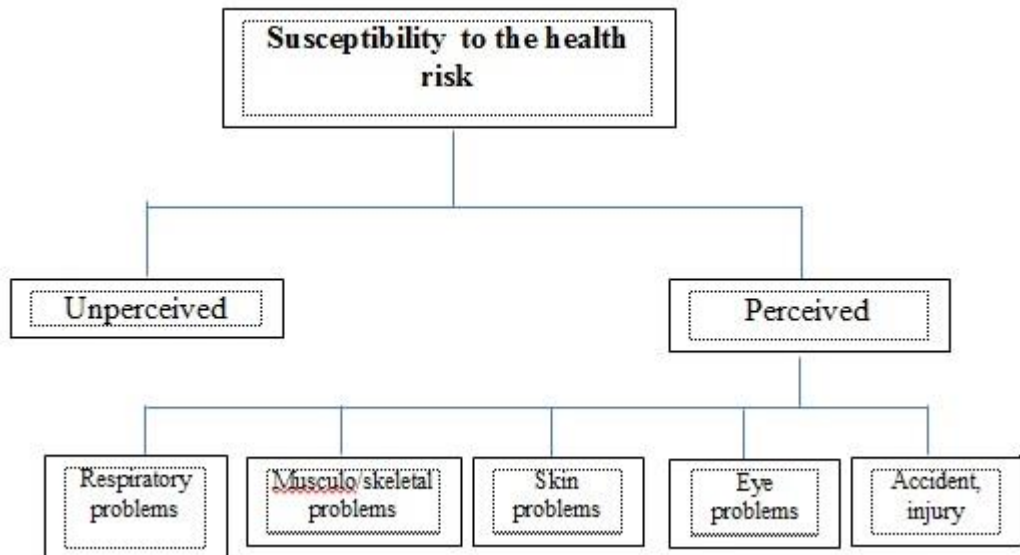 Susceptibility to the health
risk
Unperceived
Perceived
Respiratory
problems
Musculo/skeletal
problems
Skin
problems
Eye
problems
Accident,
injury